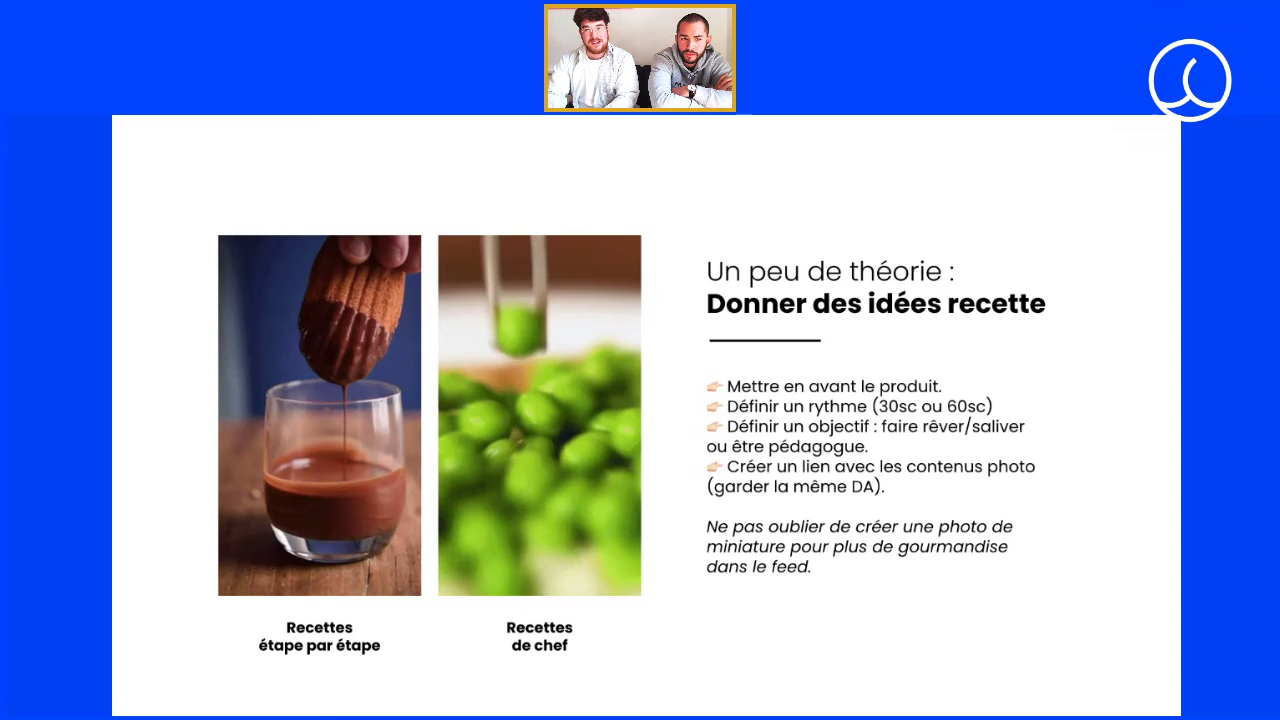 Un peu de théorie :
Donner des idées recette
👉🏻 Mettre en avant le produit.
👉🏻 Définir un rythme (30sc ou 60sc)
👉🏻 Définir un objectif : faire rêver/saliver
ou être pédagogue.
👉🏻 Créer un lien avec les contenus photo
(garder la même DA).
Ne pas oublier de créer une photo de
miniature pour plus de gourmandise
dans le feed.
Recettes
étape par étape
Recettes
de chef